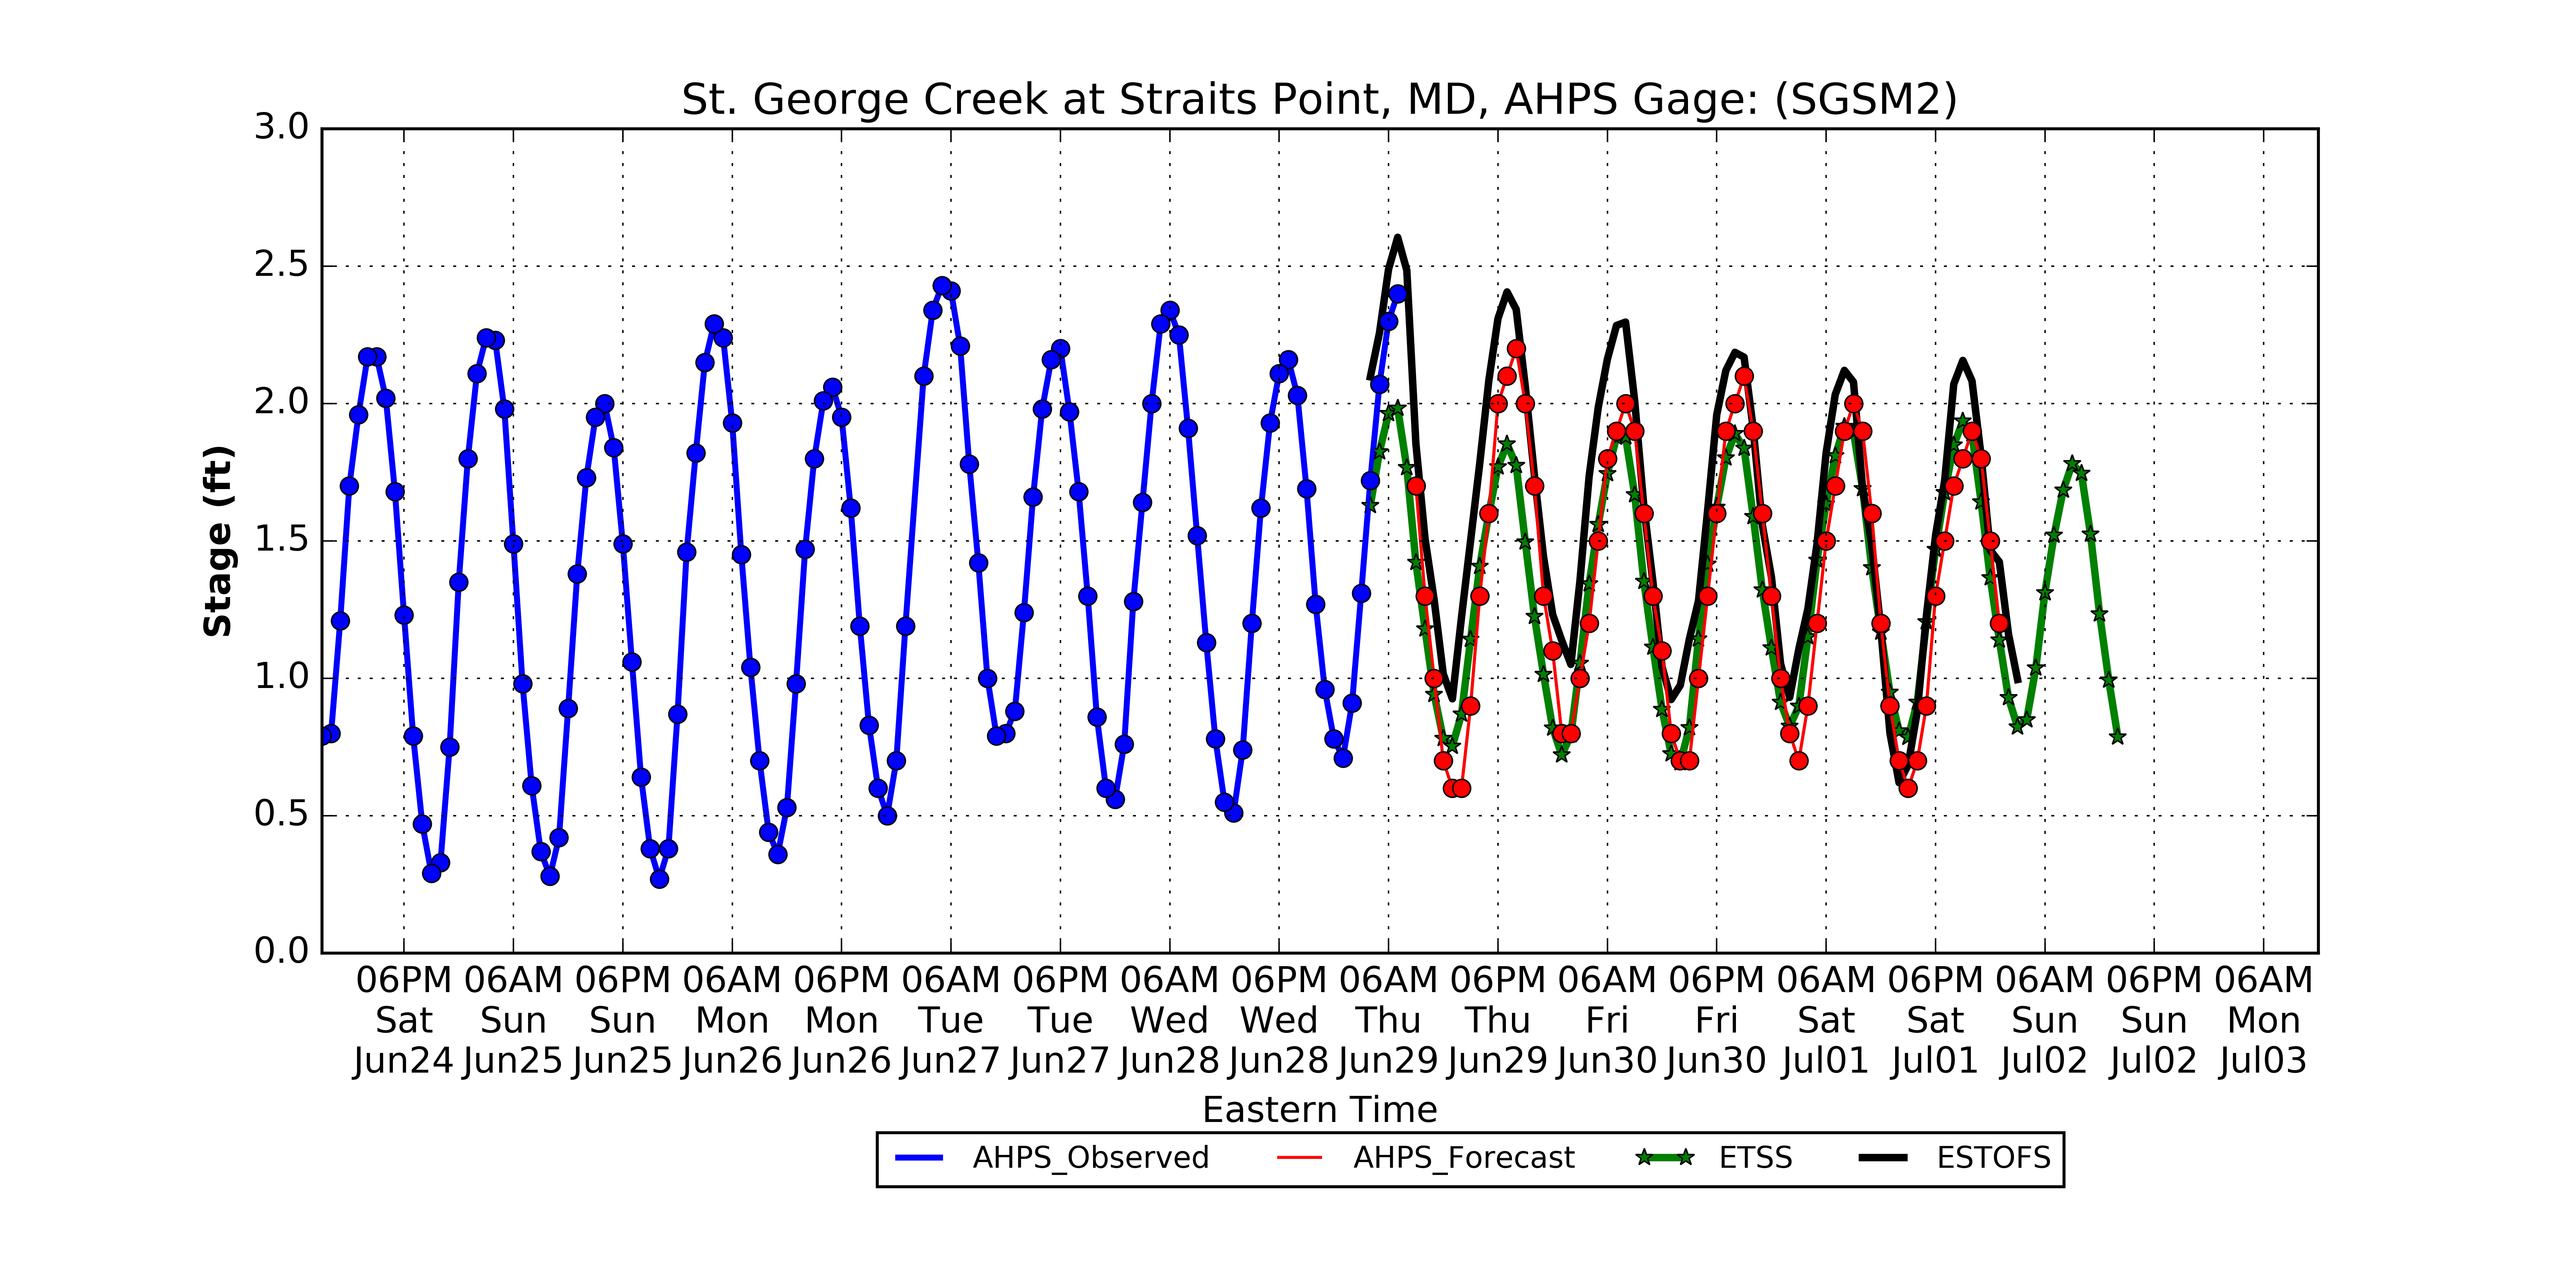 St. George Creek at Straits Point, MD, AHPS Gage: (SGSM2)
3.0
2.5
2.0
1.5
1.0
0.5
0.0
Stage (ft)
06PM 06AM 06PM 06AM 06PM 06AM 06PM 06AM 06PM 06AM 06PM 06AM 06PM 06AM 06PM 06AM 06PM 06AM
Sat Sun Sun Mon Mon Tue Tue Wed Wed Thu Thu Fri Fri Sat Sat Sun Sun Mon
Jun24 Jun25 Jun25 Jun26 Jun26 Jun27 Jun27 Jun28 Jun28 Jun29 Jun29 Jun30 Jun30 Jul01 Jul01 Jul02 Jul02 Jul03
Eastern Time
AHPS_Observed AHPS_Forecast ETSS ESTOFS